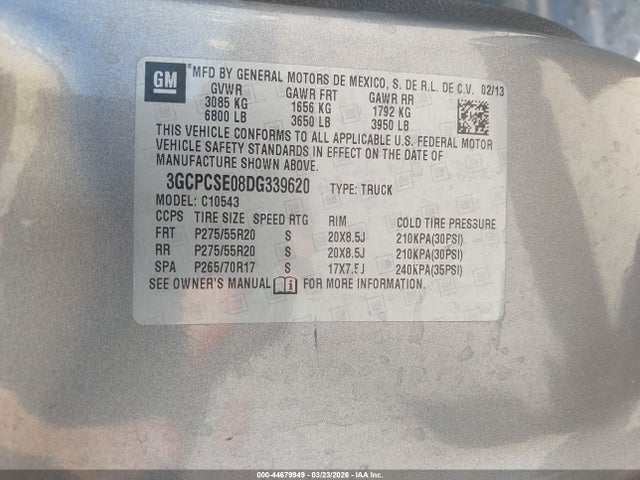 GM
*MFD BY GENERAL MOTORS DE MEXICO, S. DE R.L. DE C.V. 02/13
GVWR GAWR FRT GAWR RR
3085 KG 1656 KG 1792 KG
6800 LB 3650 LB 3950 LB
THIS VEHICLE CONFORMS TO ALL APPLICABLE U.S. FEDERAL MOTOR
VEHICLE SAFETY STANDARDS IN EFFECT ON THE DATE OF
MANUFACTURE SHOWN ABOVE.
3GCPCSE08DG339620 TYPE: TRUCK
MODEL: C10543
CCPS TIRE SIZE SPEED RTG RIM COLD TIRE PRESSURE
FRT P275/55R20 S 20X8.5J 210KPA(30PSI)
RR P275/55R20 S 20X8.5J 210KPA(30PSI)
SPA P265/70R17 S 17X7.5J 240KPA(35PSI)
SEE OWNER'S MANUAL FOR MORE INFORMATION.
000-44679949 - 03/23/2026 - IAA